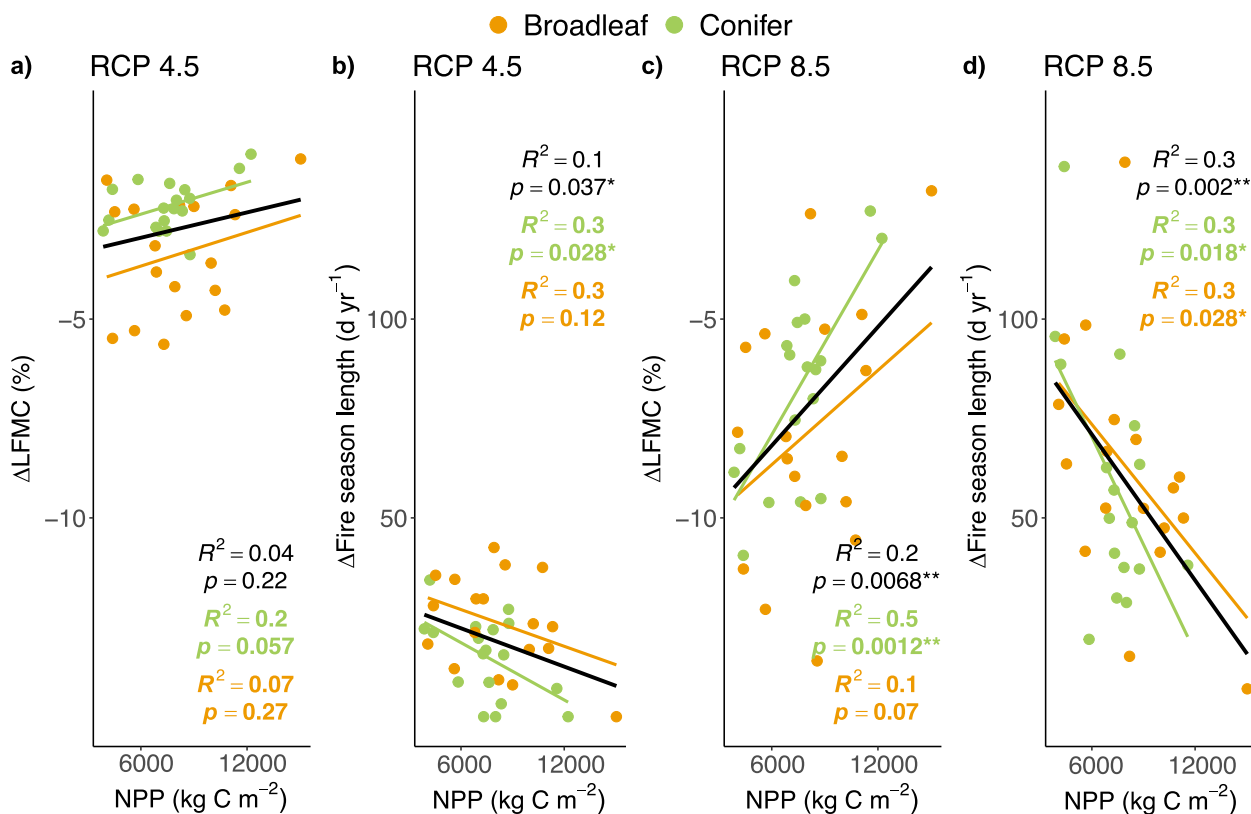 Broadleaf Conifer
a) RCP 4.5
ΔLFMC (%)
−5
−10
R² = 0.04
p = 0.22
R² = 0.2
p = 0.057
R² = 0.07
p = 0.27
6000 12000
NPP (kg C m⁻²)
b) RCP 4.5
ΔFire season length (d yr⁻¹)
100
50
R² = 0.1
p = 0.037*
R² = 0.3
p = 0.028*
R² = 0.3
p = 0.12
6000 12000
NPP (kg C m⁻²)
c) RCP 8.5
ΔLFMC (%)
−5
−10
R² = 0.2
p = 0.0068**
R² = 0.5
p = 0.0012**
R² = 0.1
p = 0.07
6000 12000
NPP (kg C m⁻²)
d) RCP 8.5
ΔFire season length (d yr⁻¹)
100
50
R² = 0.3
p = 0.002**
R² = 0.3
p = 0.018*
R² = 0.3
p = 0.028*
6000 12000
NPP (kg C m⁻²)